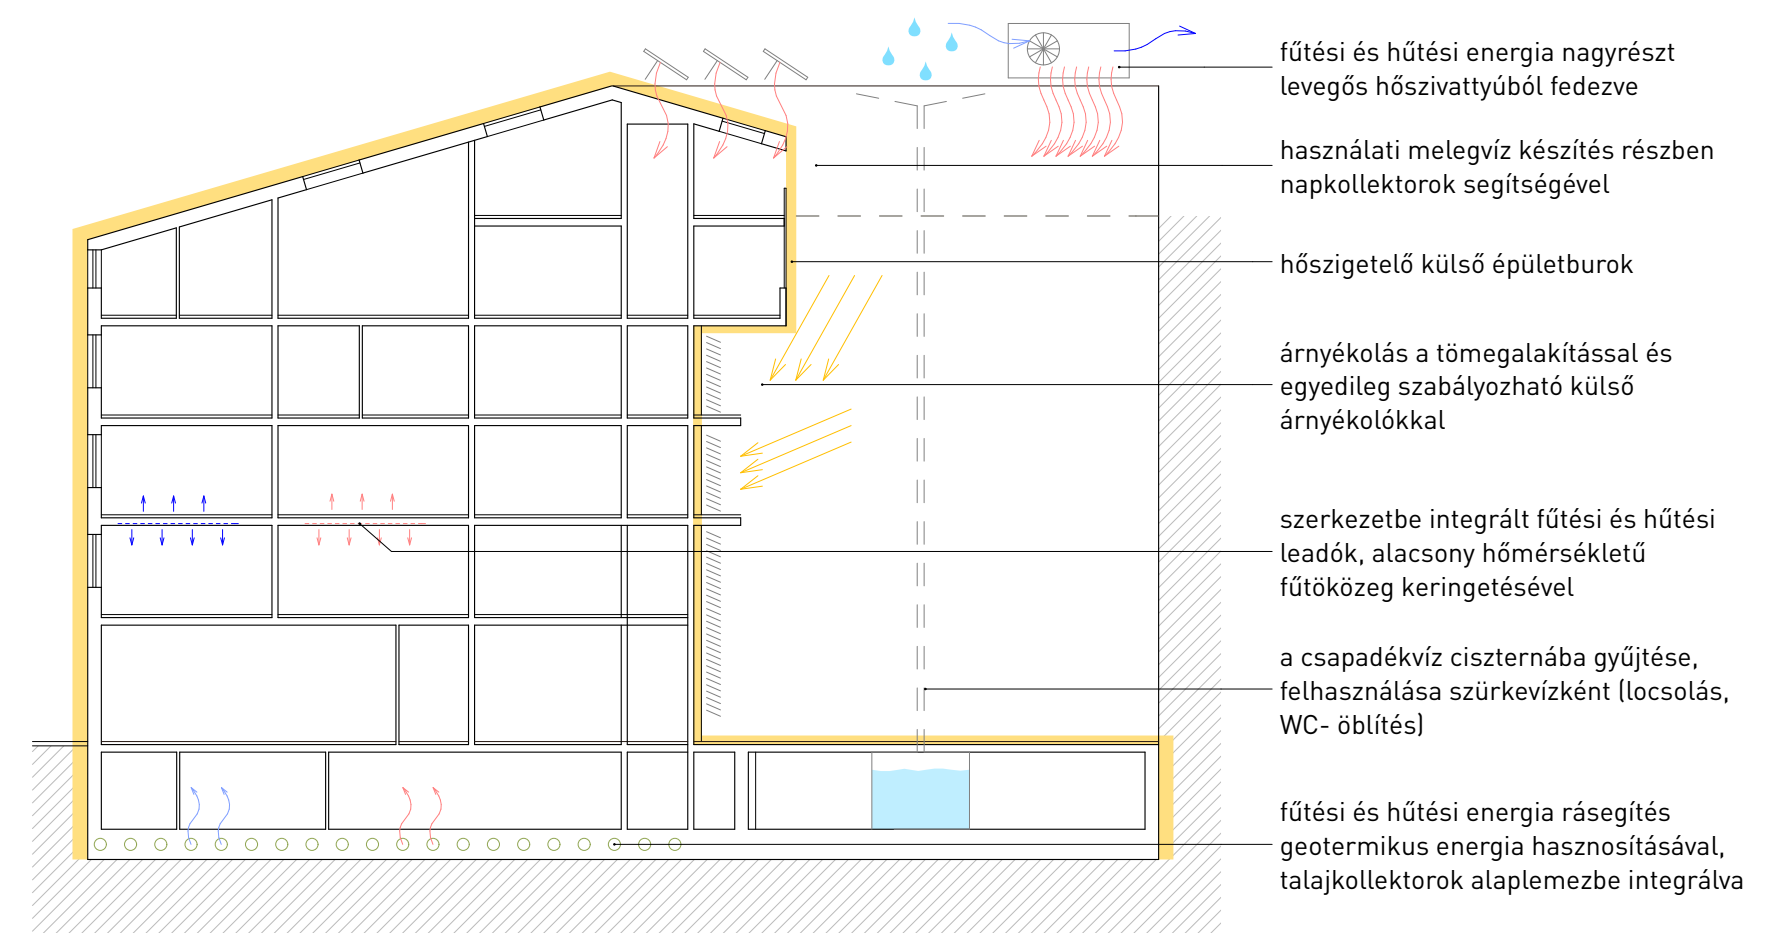 fűtési és hűtési energia nagyrészt
levegős hőszivattyúból fedezve
használati melegvíz készítés részben
napkollektorok segítségével
hőszigetelő külső épületburok
árnyékolás a tömegalakítással és
egyedileg szabályozható külső
árnyékolókkal
szerkezetbe integrált fűtési és hűtési
leadók, alacsony hőmérsékletű
fűtöközeg keringetésével
a csapadékvíz ciszternába gyűjtése,
felhasználása szürkevízként (locsolás,
WC- öblítés)
fűtési és hűtési energia rásegítés
geotermikus energia hasznosításával,
talajkollektorok alaplemezbe integrálva